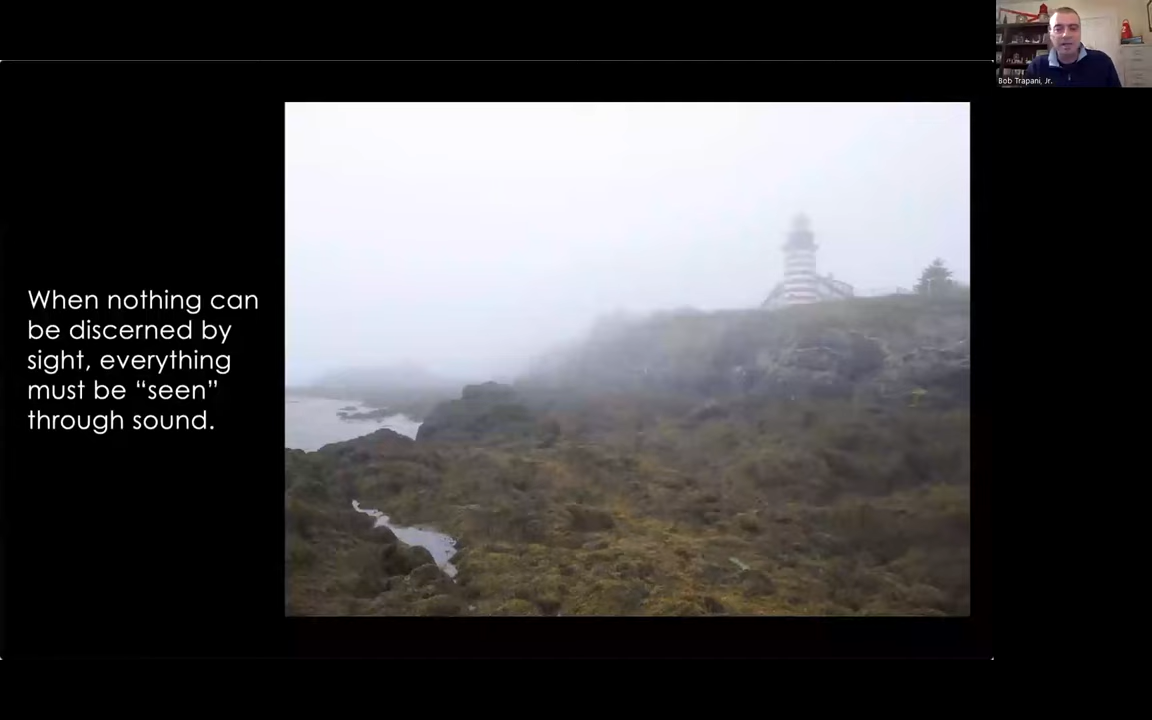 When nothing can
be discerned by
sight, everything
must be “seen”
through sound.
Bob Trapani, Jr.